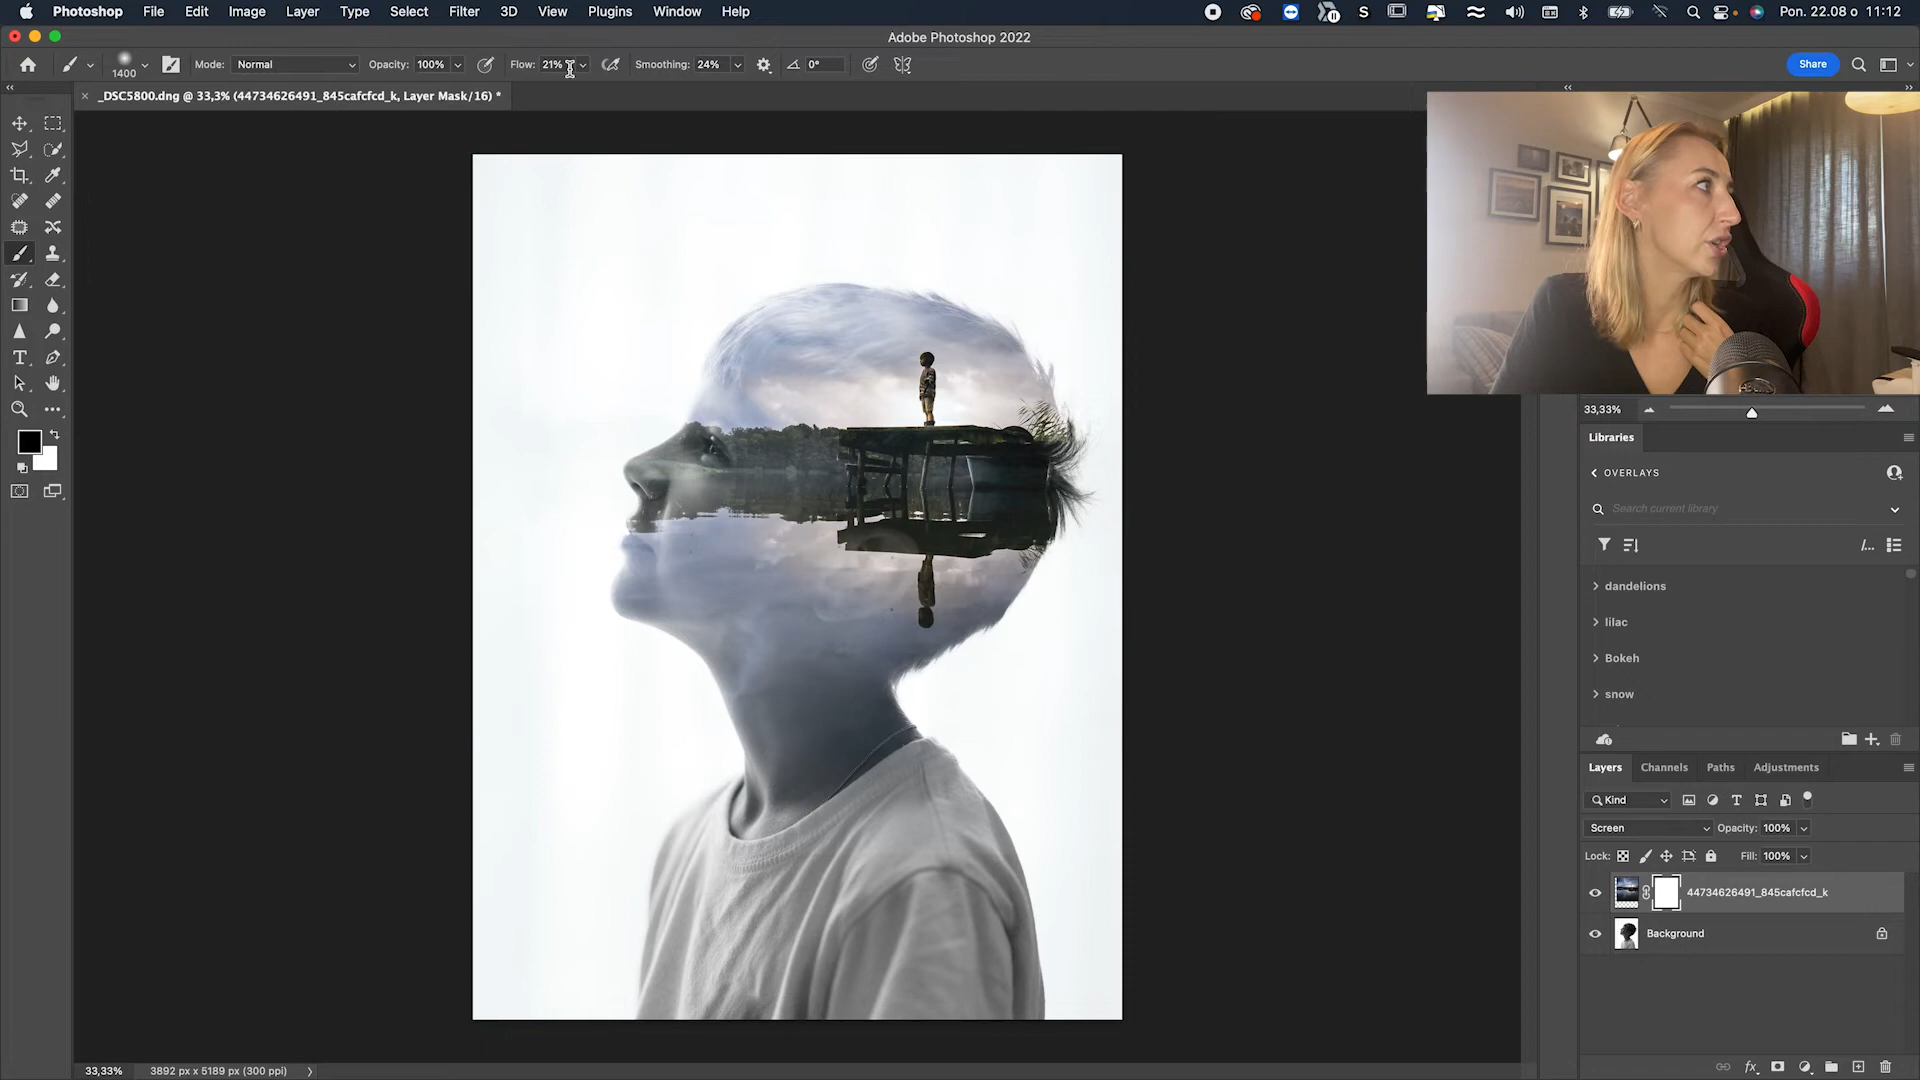 Photoshop File Edit Image Layer Type Select Filter 3D View Plugins Window Help S Pon. 22.08 o 11:12
Adobe Photoshop 2022
1400 Mode: Normal Opacity: 100% Flow: 21% Smoothing: 24% 0° Share
_DSC5800.dng @ 33,3% (44734626491_845cafcfcd_k, Layer Mask/16) *
33,33%
Libraries
OVERLAYS
Search current library
dandelions
lilac
Bokeh
snow
Layers Channels Paths Adjustments
Kind
Screen Opacity: 100%
Lock: Fill: 100%
44734626491_845cafcfcd_k
Background
33,33% 3892 px x 5189 px (300 ppi)